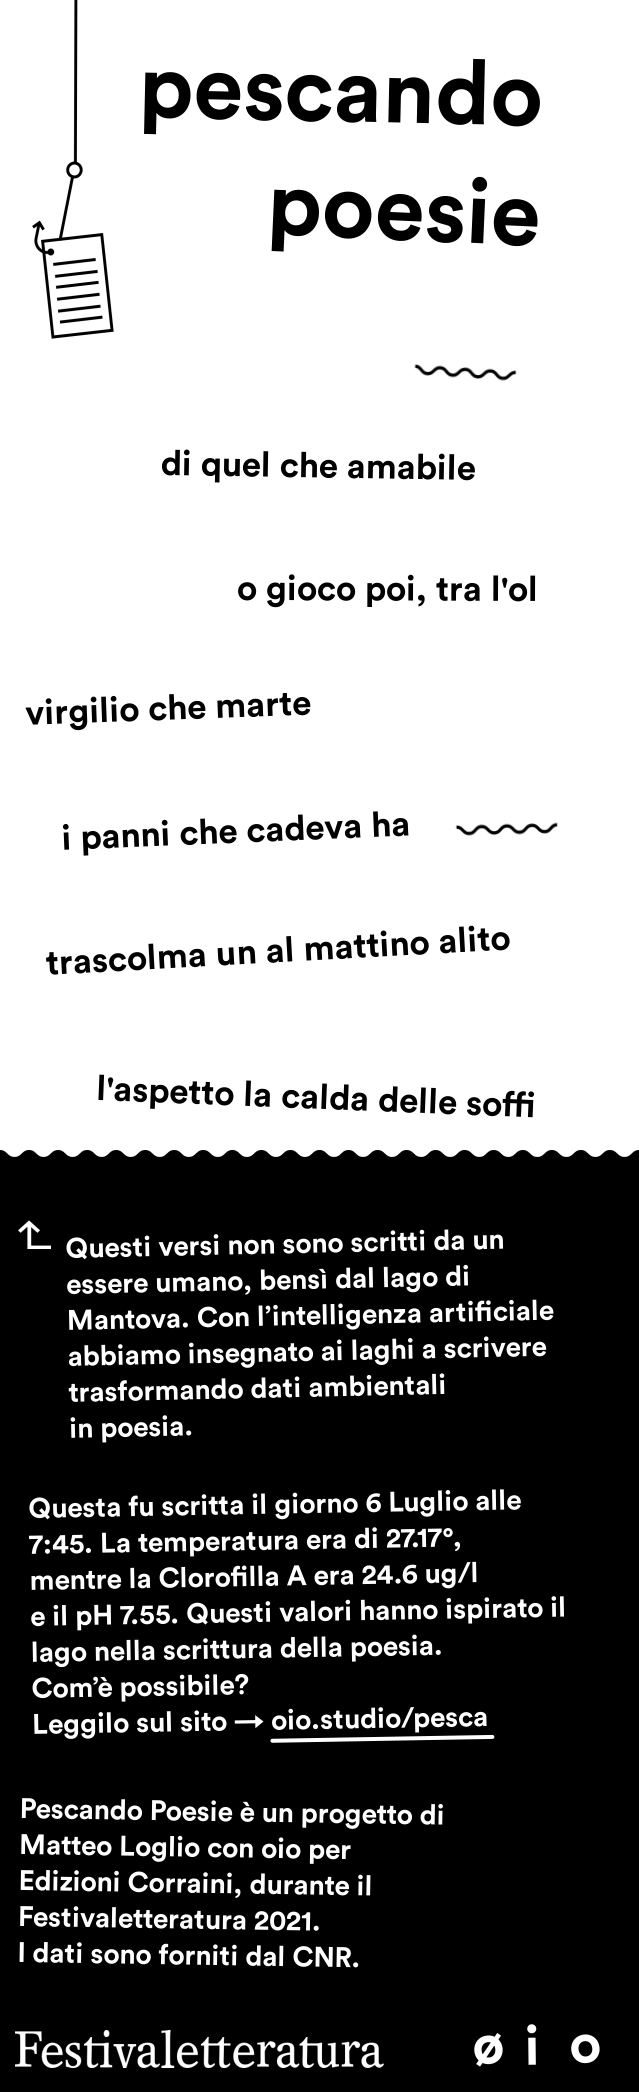 pescando
poesie
di quel che amabile
o gioco poi, tra l'ol
virgilio che marte
i panni che cadeva ha
trascolma un al mattino alito
l'aspetto la calda delle soffi
Questi versi non sono scritti da un
essere umano, bensì dal lago di
Mantova. Con l’intelligenza artificiale
abbiamo insegnato ai laghi a scrivere
trasformando dati ambientali
in poesia.
Questa fu scritta il giorno 6 Luglio alle
7:45. La temperatura era di 27.17°,
mentre la Clorofilla A era 24.6 ug/l
e il pH 7.55. Questi valori hanno ispirato il
lago nella scrittura della poesia.
Com’è possibile?
Leggilo sul sito → oio.studio/pesca
Pescando Poesie è un progetto di
Matteo Loglio con oio per
Edizioni Corraini, durante il
Festivaletteratura 2021.
I dati sono forniti dal CNR.
Festivaletteratura ø i o